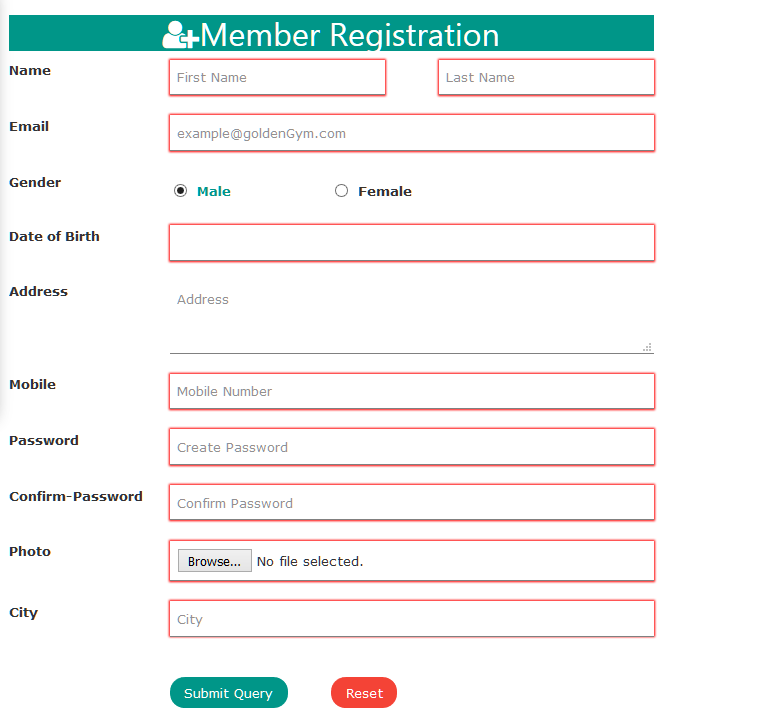 Member Registration
Name First Name Last Name
Email example@goldenGym.com
Gender Male Female
Date of Birth
Address Address
Mobile Mobile Number
Password Create Password
Confirm-Password Confirm Password
Photo Browse... No file selected.
City City
Submit Query Reset